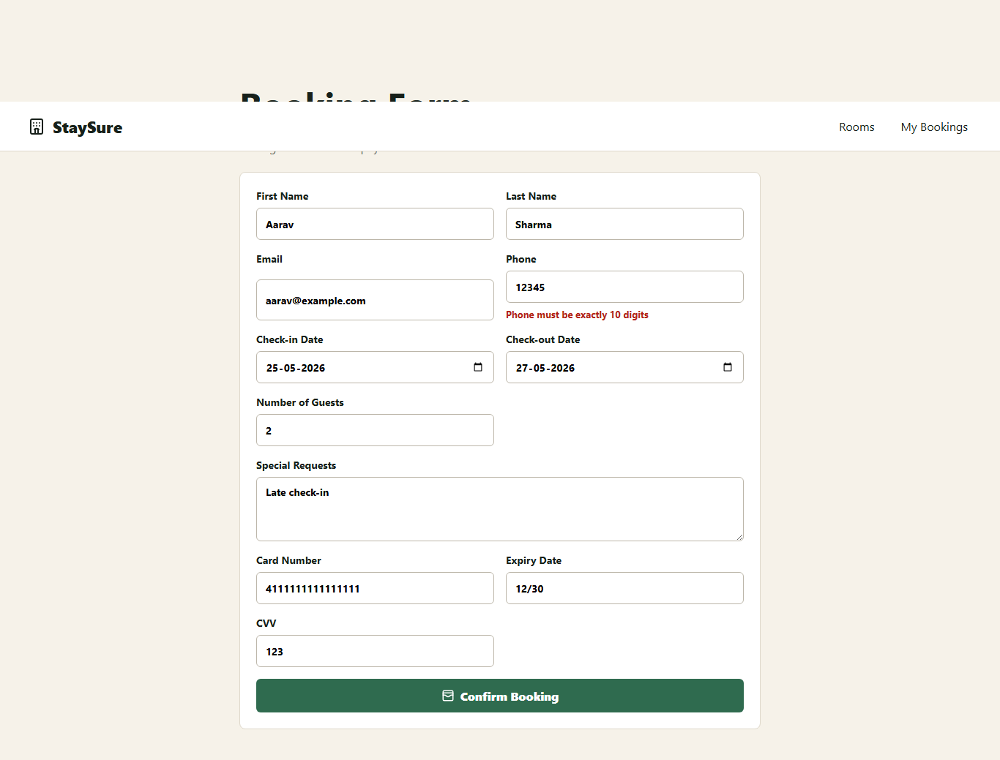 Booking Form
StaySure
Rooms
My Bookings
First Name
Last Name
Aarav
Sharma
Email
Phone
aarav@example.com
12345
Phone must be exactly 10 digits
Check-in Date
Check-out Date
25-05-2026
27-05-2026
Number of Guests
2
Special Requests
Late check-in
Card Number
Expiry Date
4111111111111111
12/30
CVV
123
Confirm Booking